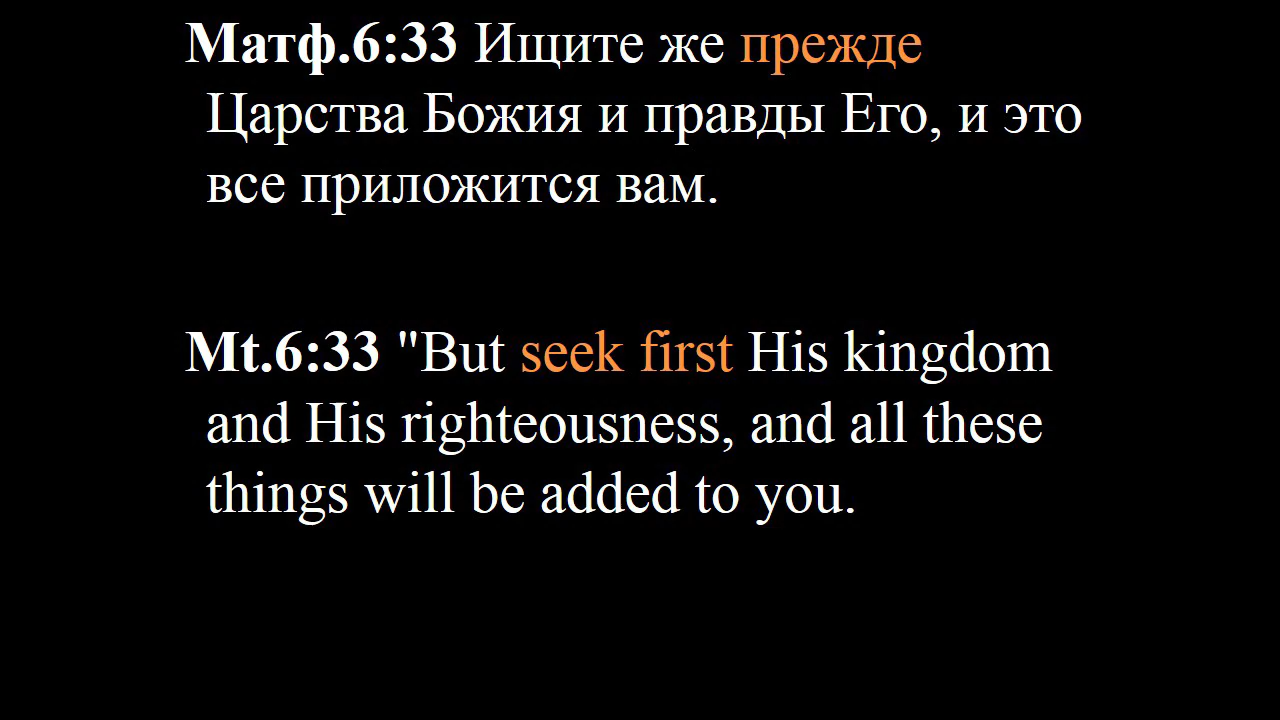 Матф.6:33 Ищите же прежде
Царства Божия и правды Его, и это
все приложится вам.
Mt.6:33 "But seek first His kingdom
and His righteousness, and all these
things will be added to you.